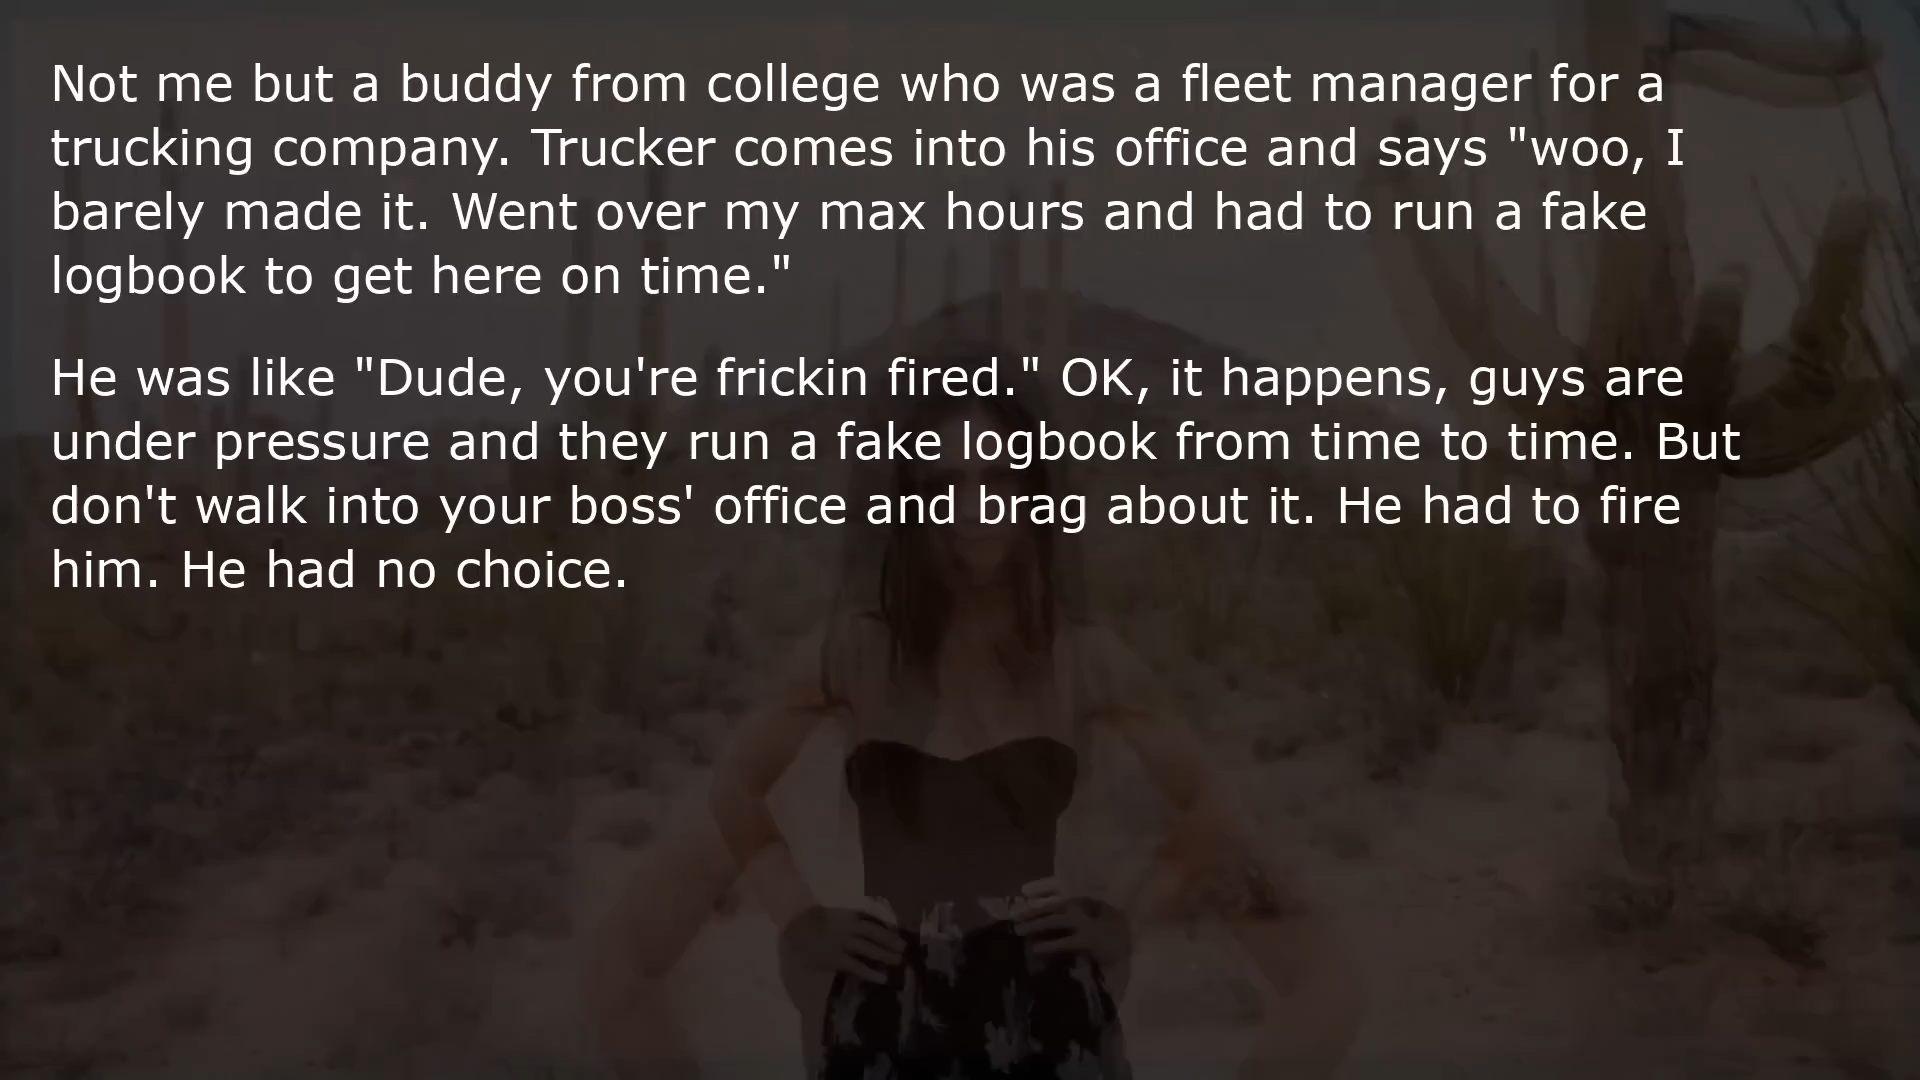 Not me but a buddy from college who was a fleet manager for a
trucking company. Trucker comes into his office and says "woo, I
barely made it. Went over my max hours and had to run a fake
logbook to get here on time."
He was like "Dude, you're frickin fired." OK, it happens, guys are
under pressure and they run a fake logbook from time to time. But
don't walk into your boss' office and brag about it. He had to fire
him. He had no choice.